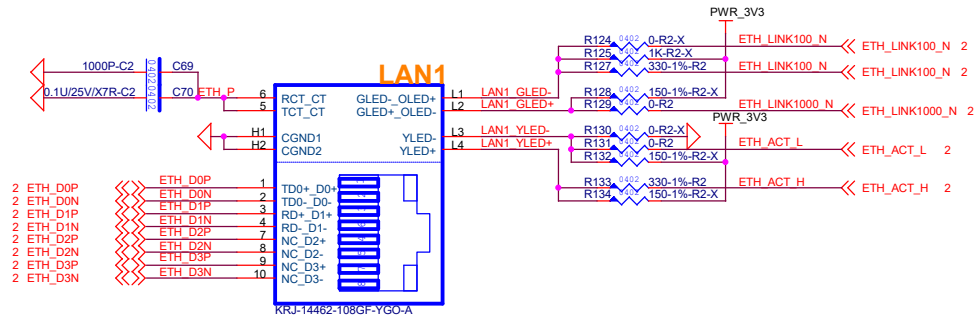 PWR_3V3
R124 0402 0-R2-X ETH_LINK100_N ETH_LINK100_N 2
R125 1K-R2-X
R127 0402 330-1%-R2 ETH_LINK100_N ETH_LINK100_N 2
1000P-C2 0402 C69
0.1U/25V/X7R-C2 0402 C70 ETH_P
LAN1
R128 0402 150-1%-R2-X
R129 0-R2 ETH_LINK1000_N ETH_LINK1000_N 2
6 RCT_CT GLED-_OLED+ L1 LAN1_GLED-
5 TCT_CT GLED+_OLED- L2 LAN1_GLED+
PWR_3V3
H1 CGND1 YLED- L3 LAN1_YLED-
H2 CGND2 YLED+ L4 LAN1_YLED+
R130 0402 0-R2-X
R131 0402 0-R2 ETH_ACT_L ETH_ACT_L 2
R132 150-1%-R2-X
R133 0402 330-1%-R2 ETH_ACT_H ETH_ACT_H 2
R134 150-1%-R2-X
2 ETH_D0P ETH_D0P 1 TD0+_D0+
2 ETH_D0N ETH_D0N 2 TD0-_D0-
2 ETH_D1P ETH_D1P 3 RD+_D1+
2 ETH_D1N ETH_D1N 4 RD-_D1-
2 ETH_D2P ETH_D2P 7 NC_D2+
2 ETH_D2N ETH_D2N 8 NC_D2-
2 ETH_D3P ETH_D3P 9 NC_D3+
2 ETH_D3N ETH_D3N 10 NC_D3-
KRJ-14462-108GF-YGO-A